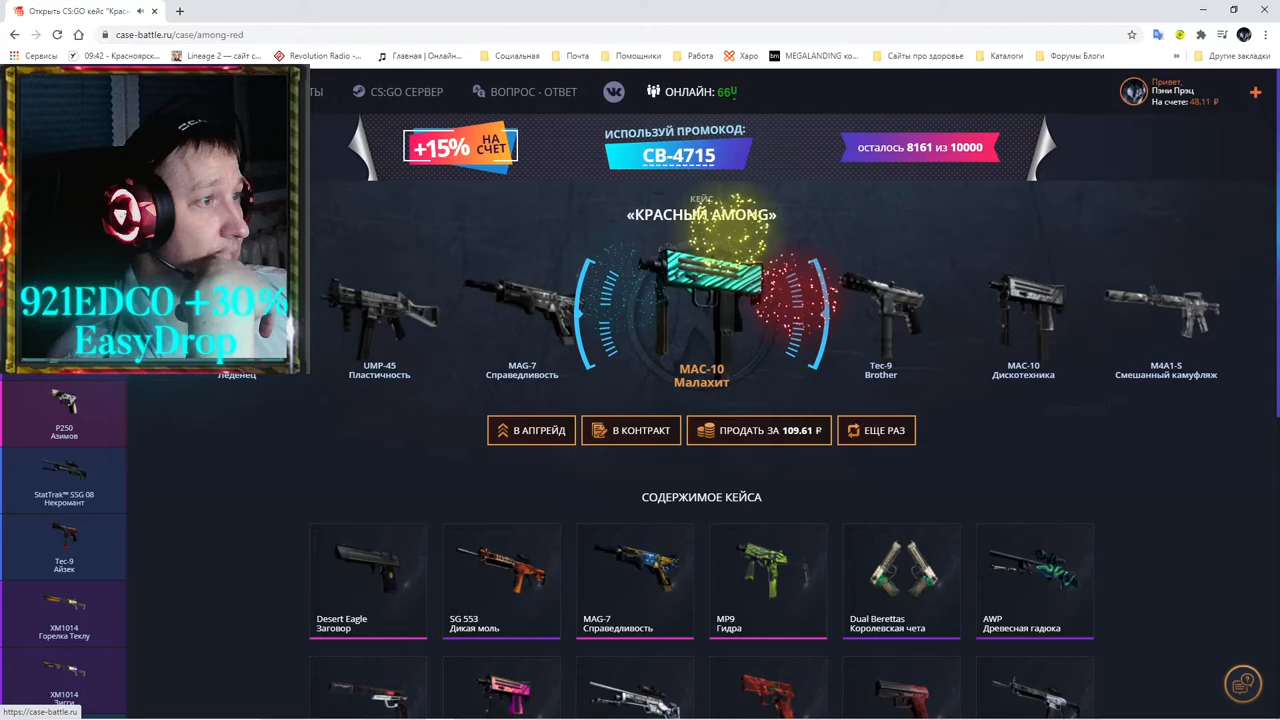 Открыть CS:GO кейс "Крас
case-battle.ru/case/among-red
Сервисы
09:42 - Красноярск...
Lineage 2 — сайт с...
Revolution Radio -...
Главная | Онлайн...
Социальная
Почта
Помощники
Работа
Харо
MEGALANDING ко...
Сайты про здоровье
Каталоги
Форумы Блоги
»
Другие закладки
ТЫ
CS:GO СЕРВЕР
ВОПРОС - ОТВЕТ
ОНЛАЙН:
Привет,
Пэни Прэц
На счете: 48.11 ₽
+15% НА СЧЕТ
ИСПОЛЬЗУЙ ПРОМОКОД:
CB-4715
осталось 8161 из 10000
КЕЙС
«КРАСНЫЙ AMONG»
921EDC0 +30%
EasyDrop
Леденец
UMP-45
Пластичность
MAG-7
Справедливость
MAC-10
Малахит
Tec-9
Brother
MAC-10
Дискотехника
M4A1-S
Смешанный камуфляж
В АПГРЕЙД
В КОНТРАКТ
ПРОДАТЬ ЗА 109.61 ₽
ЕЩЕ РАЗ
P250
Азимов
StatTrak™ SSG 08
Некромант
Tec-9
Айзек
XM1014
Горелка Теклу
XM1014
Зигги
СОДЕРЖИМОЕ КЕЙСА
Desert Eagle
Заговор
SG 553
Дикая моль
MAG-7
Справедливость
MP9
Гидра
Dual Berettas
Королевская чета
AWP
Древесная гадюка
https://case-battle.ru